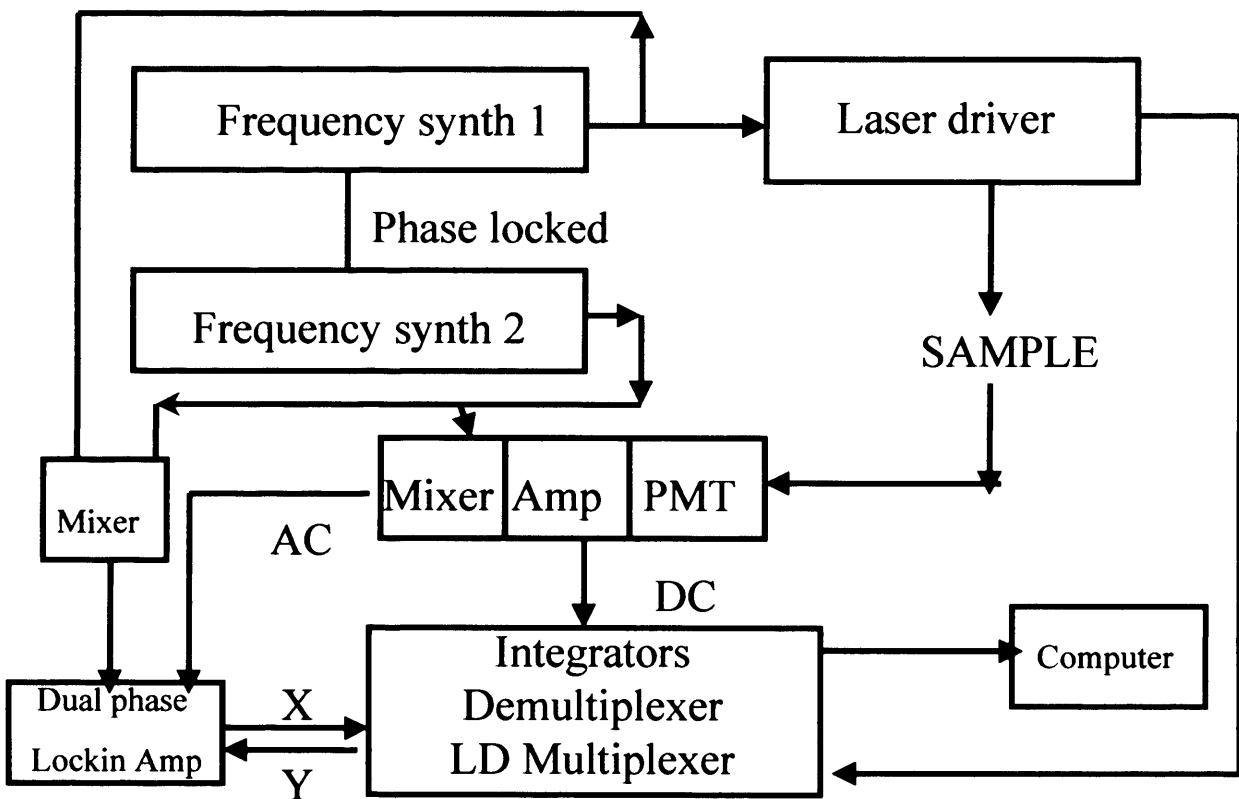 Frequency synth 1
Laser driver
Phase locked
Frequency synth 2
SAMPLE
Mixer
Mixer Amp PMT
AC
DC
Integrators
Demultiplexer
LD Multiplexer
Computer
Dual phase
Lockin Amp
X
Y